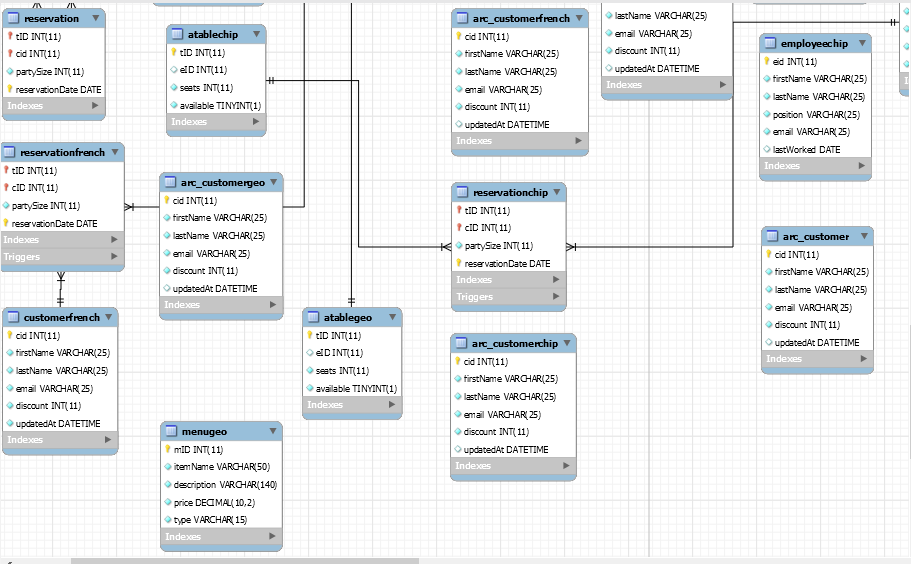 reservation
tID INT(11)
cid INT(11)
partySize INT(11)
reservationDate DATE
Indexes
reservationfrench
tID INT(11)
cID INT(11)
partySize INT(11)
reservationDate DATE
Indexes
Triggers
customerfrench
cid INT(11)
firstName VARCHAR(25)
lastName VARCHAR(25)
email VARCHAR(25)
discount INT(11)
updatedAt DATETIME
Indexes
atablechip
tID INT(11)
eID INT(11)
seats INT(11)
available TINYINT(1)
Indexes
arc_customergeo
cid INT(11)
firstName VARCHAR(25)
lastName VARCHAR(25)
email VARCHAR(25)
discount INT(11)
updatedAt DATETIME
Indexes
menugeo
mID INT(11)
itemName VARCHAR(50)
description VARCHAR(140)
price DECIMAL(10,2)
type VARCHAR(15)
Indexes
atablegeo
tID INT(11)
eID INT(11)
seats INT(11)
available TINYINT(1)
Indexes
arc_customerfrench
cid INT(11)
firstName VARCHAR(25)
lastName VARCHAR(25)
email VARCHAR(25)
discount INT(11)
updatedAt DATETIME
Indexes
reservationchip
tID INT(11)
cID INT(11)
partySize INT(11)
reservationDate DATE
Indexes
Triggers
arc_customerchip
cid INT(11)
firstName VARCHAR(25)
lastName VARCHAR(25)
email VARCHAR(25)
discount INT(11)
updatedAt DATETIME
Indexes
lastName VARCHAR(25)
email VARCHAR(25)
discount INT(11)
updatedAt DATETIME
Indexes
employeechip
eid INT(11)
firstName VARCHAR(25)
lastName VARCHAR(25)
position VARCHAR(25)
email VARCHAR(25)
lastWorked DATE
Indexes
arc_customer
cid INT(11)
firstName VARCHAR(25)
lastName VARCHAR(25)
email VARCHAR(25)
discount INT(11)
updatedAt DATETIME
Indexes